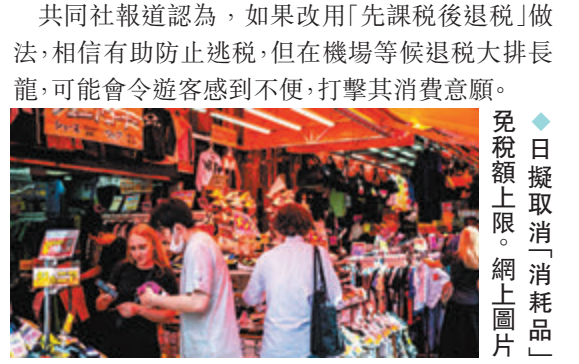 共同社報道認為，如果改用「先課稅後退稅」做
法，相信有助防止逃稅，但在機場等候退稅大排長
龍，可能會令遊客感到不便，打擊其消費意願。
◆日擬取消「消耗品」
免稅額上限。網上圖片